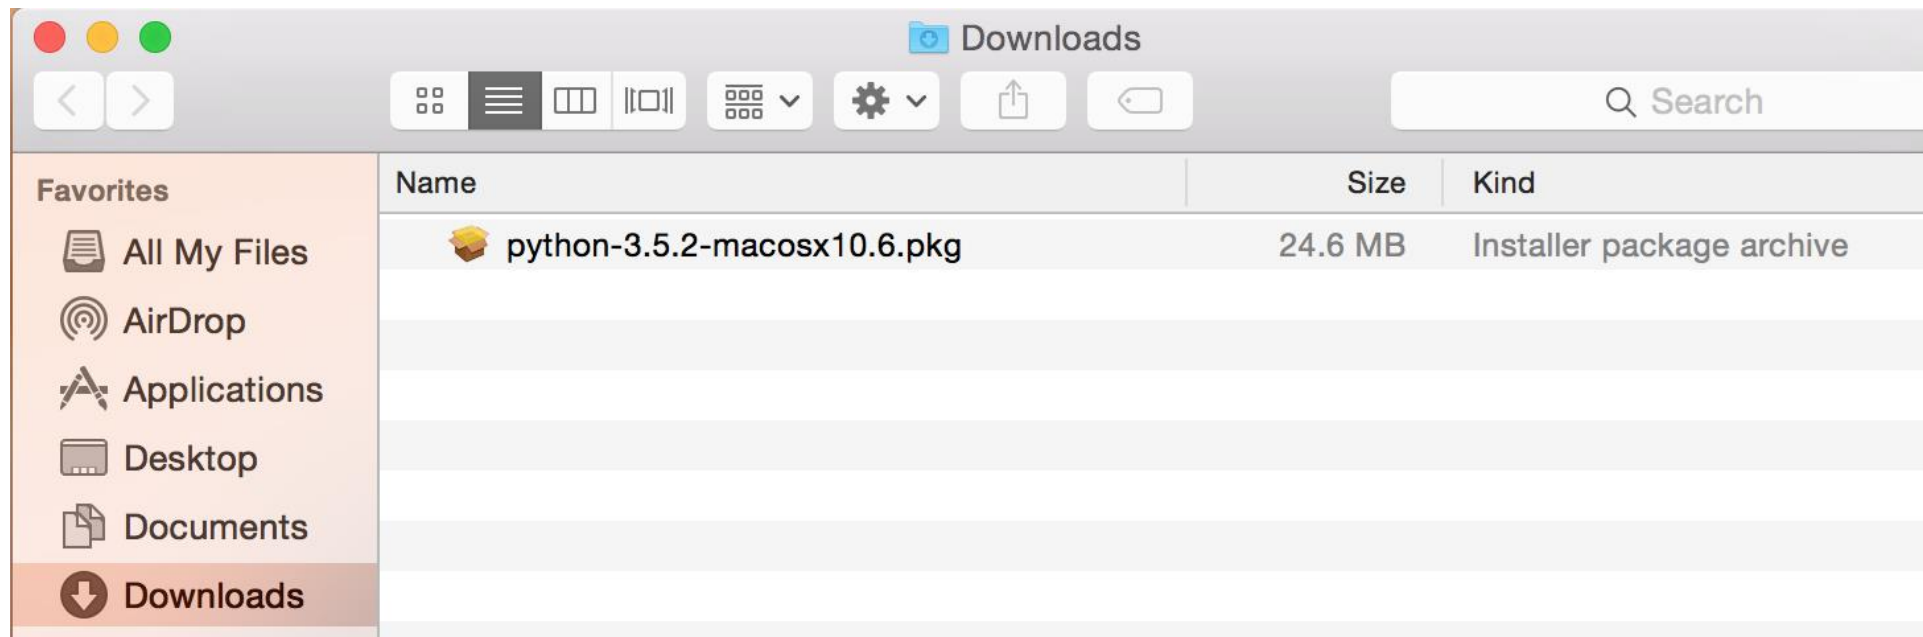 Downloads
Search
Favorites
All My Files
AirDrop
Applications
Desktop
Documents
Downloads
Name Size Kind
python-3.5.2-macosx10.6.pkg 24.6 MB Installer package archive